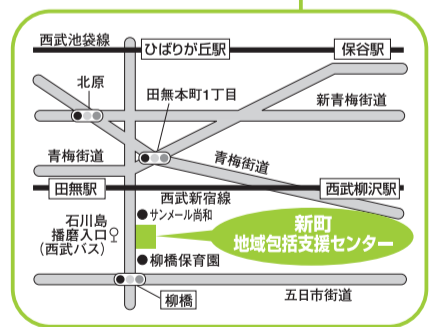 西武池袋線
ひばりが丘駅
保谷駅
北原
田無本町1丁目
新青梅街道
青梅街道
青梅街道
田無駅
西武新宿線
西武柳沢駅
石川島
播磨入口
(西武バス)
サンメール尚和
新町
地域包括支援センター
柳橋保育園
柳橋
五日市街道